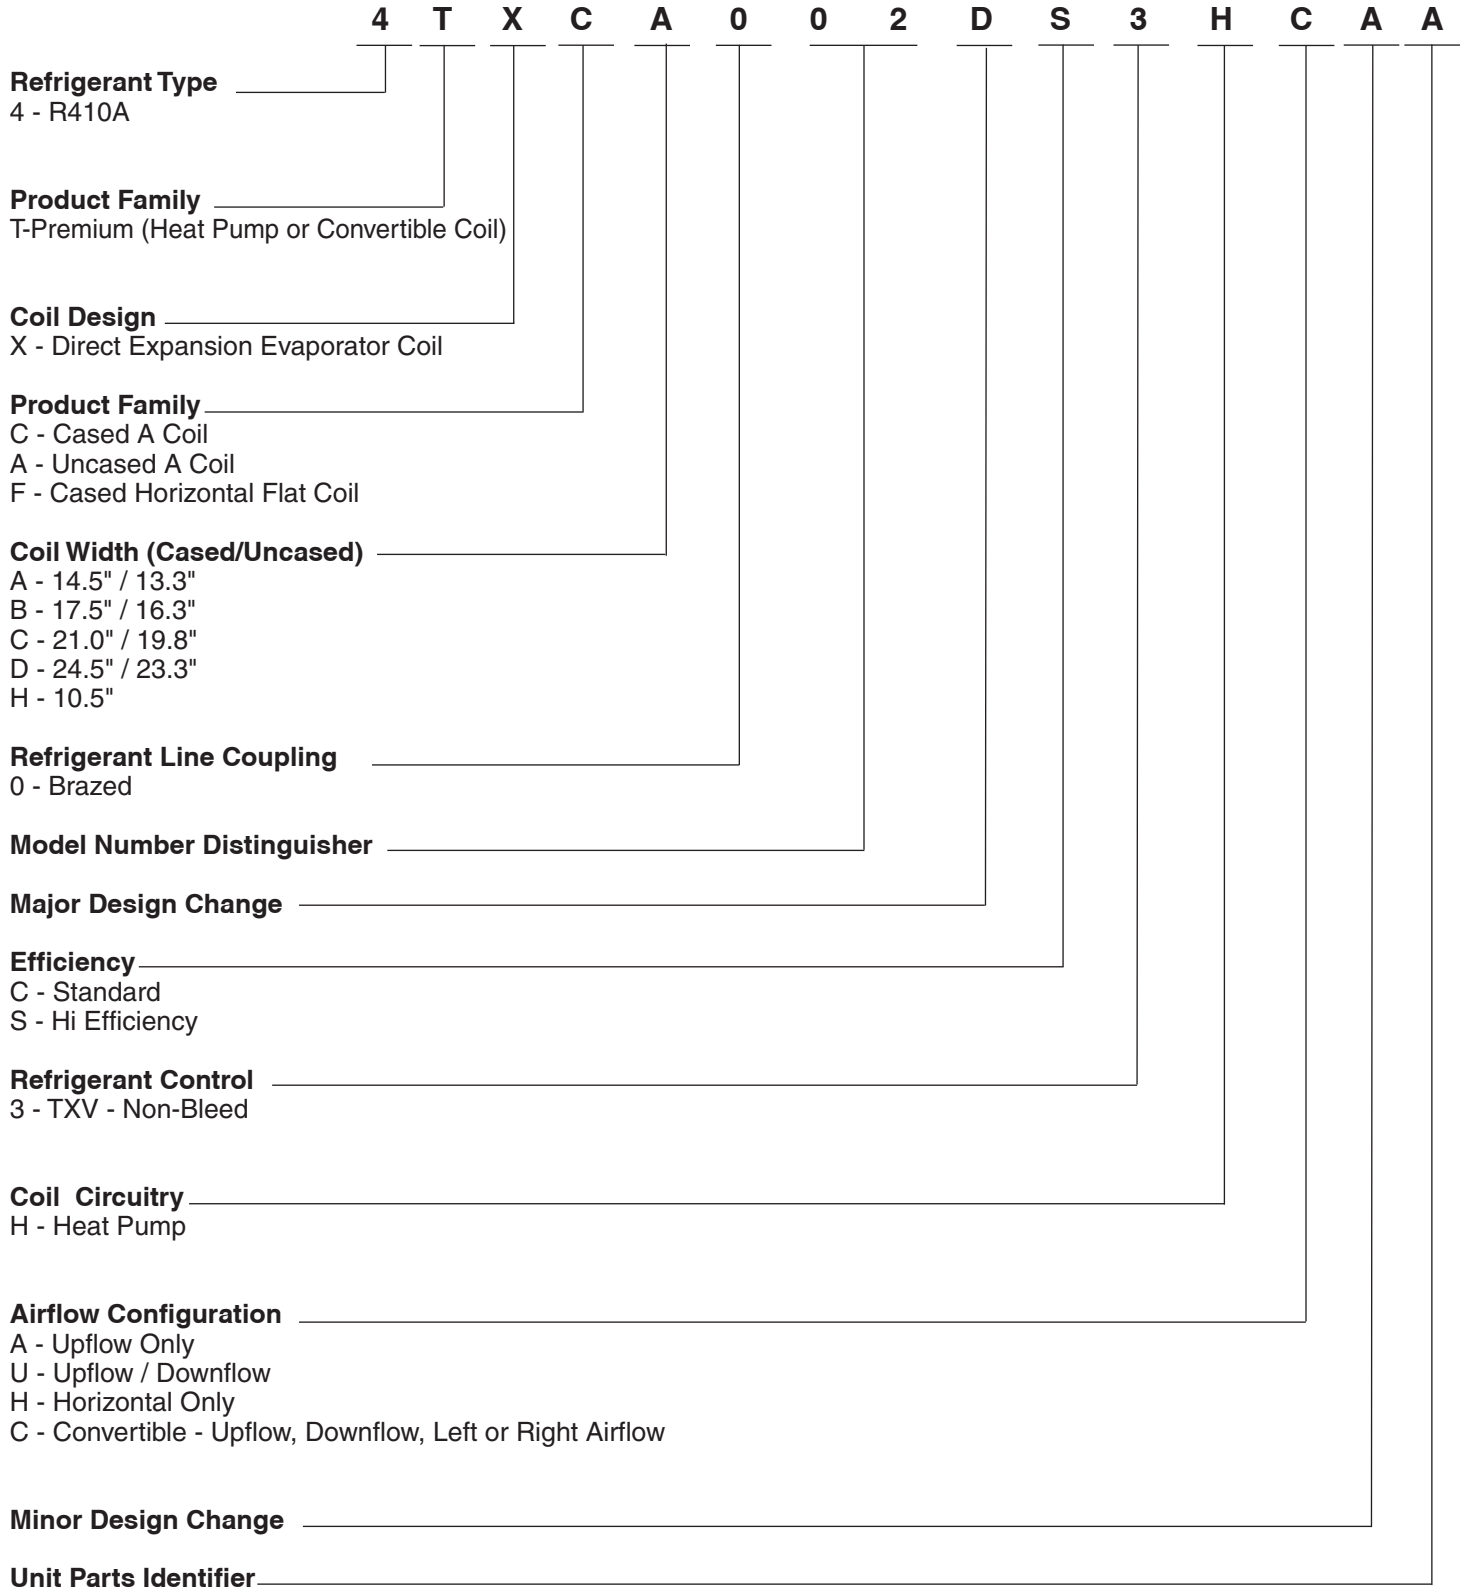 4 T X C A 0 0 2 D S 3 H C A A
Refrigerant Type
4 - R410A
Product Family
T-Premium (Heat Pump or Convertible Coil)
Coil Design
X - Direct Expansion Evaporator Coil
Product Family
C - Cased A Coil
A - Uncased A Coil
F - Cased Horizontal Flat Coil
Coil Width (Cased/Uncased)
A - 14.5" / 13.3"
B - 17.5" / 16.3"
C - 21.0" / 19.8"
D - 24.5" / 23.3"
H - 10.5"
Refrigerant Line Coupling
0 - Brazed
Model Number Distinguisher
Major Design Change
Efficiency
C - Standard
S - Hi Efficiency
Refrigerant Control
3 - TXV - Non-Bleed
Coil Circuitry
H - Heat Pump
Airflow Configuration
A - Upflow Only
U - Upflow / Downflow
H - Horizontal Only
C - Convertible - Upflow, Downflow, Left or Right Airflow
Minor Design Change
Unit Parts Identifier